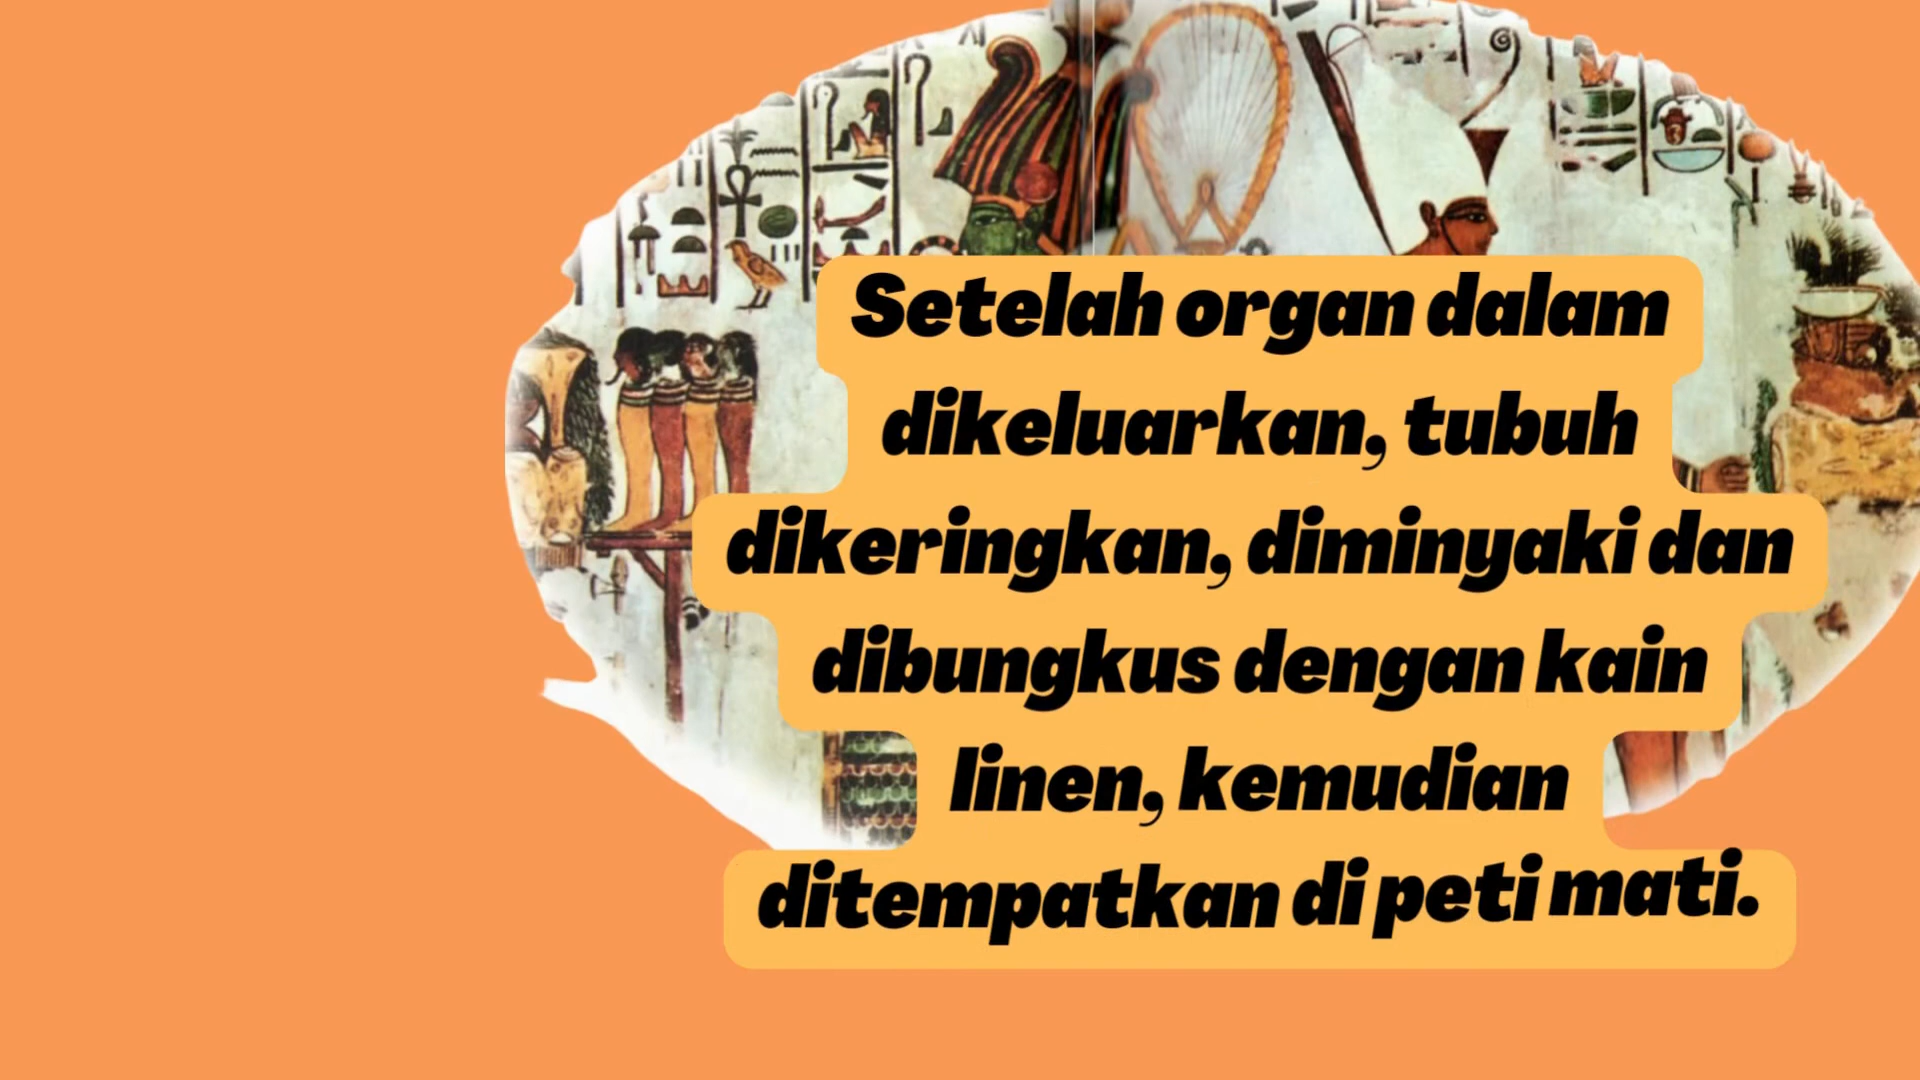 Setelah organ dalam
dikeluarkan, tubuh
dikeringkan, diminyaki dan
dibungkus dengan kain
linen, kemudian
ditempatkan di peti mati.